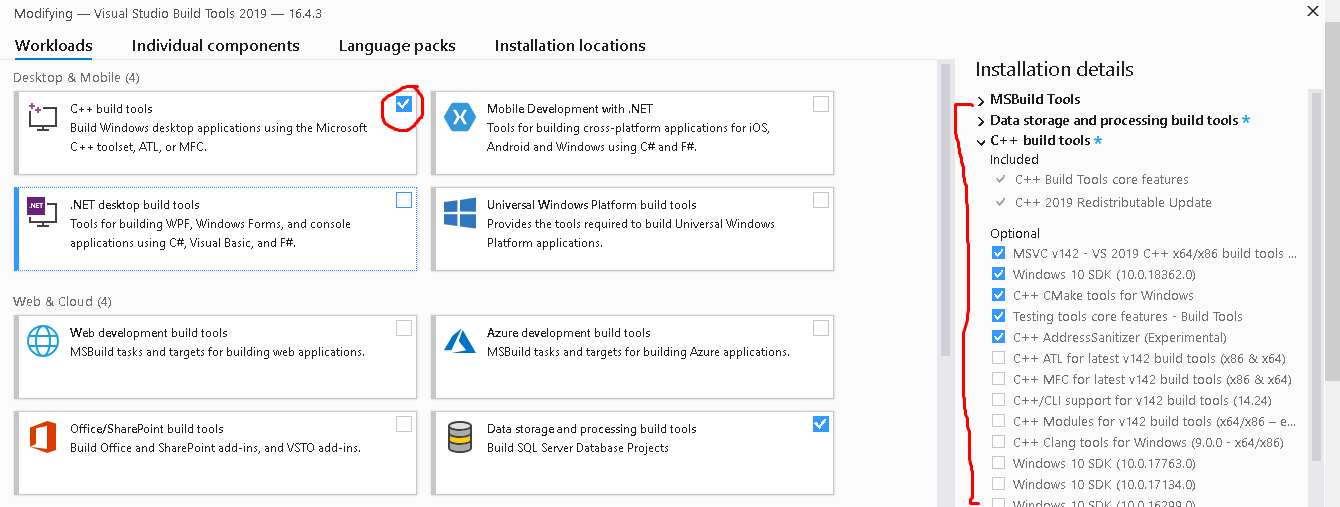 Modifying — Visual Studio Build Tools 2019 — 16.4.3
Workloads
Individual components
Language packs
Installation locations
Desktop & Mobile (4)
C++ build tools
Build Windows desktop applications using the Microsoft
C++ toolset, ATL, or MFC.
Mobile Development with .NET
Tools for building cross-platform applications for iOS,
Android and Windows using C# and F#.
.NET
.NET desktop build tools
Tools for building WPF, Windows Forms, and console
applications using C#, Visual Basic, and F#.
Universal Windows Platform build tools
Provides the tools required to build Universal Windows
Platform applications.
Web & Cloud (4)
Web development build tools
MSBuild tasks and targets for building web applications.
Azure development build tools
MSBuild tasks and targets for building Azure applications.
Office/SharePoint build tools
Build Office and SharePoint add-ins, and VSTO add-ins.
Data storage and processing build tools
Build SQL Server Database Projects
Installation details
MSBuild Tools
Data storage and processing build tools *
C++ build tools *
Included
C++ Build Tools core features
C++ 2019 Redistributable Update
Optional
MSVC v142 - VS 2019 C++ x64/x86 build tools ...
Windows 10 SDK (10.0.18362.0)
C++ CMake tools for Windows
Testing tools core features - Build Tools
C++ AddressSanitizer (Experimental)
C++ ATL for latest v142 build tools (x86 & x64)
C++ MFC for latest v142 build tools (x86 & x64)
C++/CLI support for v142 build tools (14.24)
C++ Modules for v142 build tools (x64/x86 – e...
C++ Clang tools for Windows (9.0.0 - x64/x86)
Windows 10 SDK (10.0.17763.0)
Windows 10 SDK (10.0.17134.0)
Windows 10 SDK (10.0.16299.0)